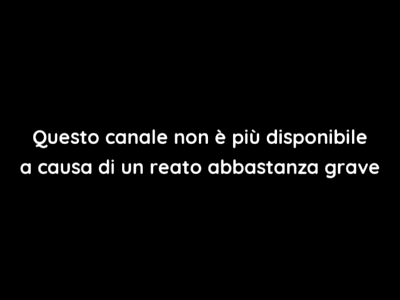 Questo canale non è più disponibile
a causa di un reato abbastanza grave